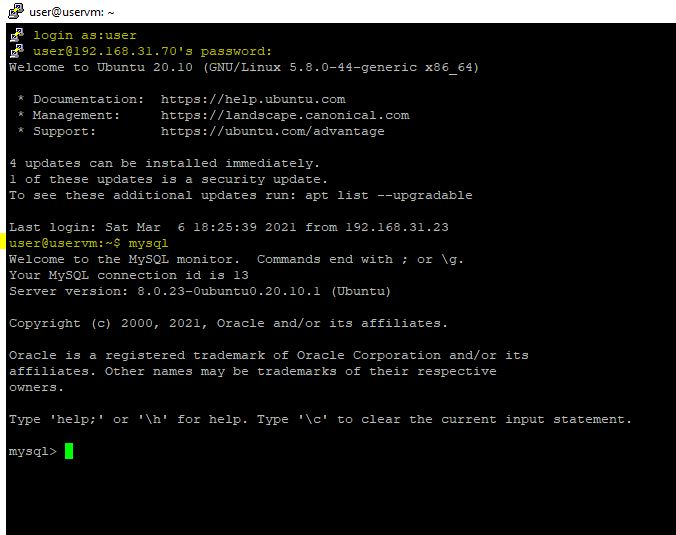 user@uservm: ~
login as:user
user@192.168.31.70's password:
Welcome to Ubuntu 20.10 (GNU/Linux 5.8.0-44-generic x86_64)
* Documentation:  https://help.ubuntu.com
* Management:     https://landscape.canonical.com
* Support:        https://ubuntu.com/advantage
4 updates can be installed immediately.
1 of these updates is a security update.
To see these additional updates run: apt list --upgradable
Last login: Sat Mar  6 18:25:39 2021 from 192.168.31.23
user@uservm:~$ mysql
Welcome to the MySQL monitor.  Commands end with ; or \g.
Your MySQL connection id is 13
Server version: 8.0.23-0ubuntu0.20.10.1 (Ubuntu)
Copyright (c) 2000, 2021, Oracle and/or its affiliates.
Oracle is a registered trademark of Oracle Corporation and/or its
affiliates. Other names may be trademarks of their respective
owners.
Type 'help;' or '\h' for help. Type '\c' to clear the current input statement.
mysql>